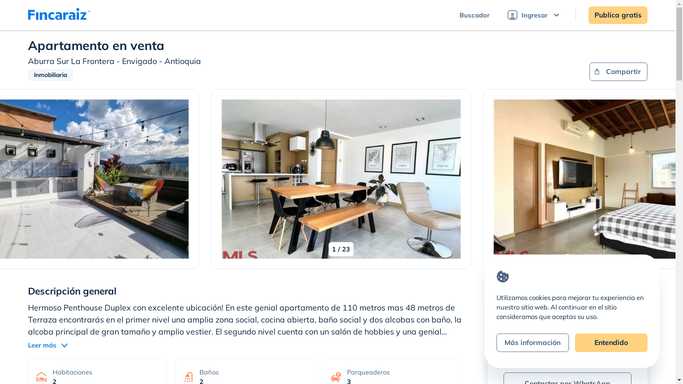 Fincaraiz
Buscador
Ingresar
Publica gratis
Apartamento en venta
Aburra Sur La Frontera - Envigado - Antioquia
Inmobiliaria
Compartir
MLS
1 / 23
MLS
Descripción general
Hermoso Penthouse Duplex con excelente ubicación! En este genial apartamento de 110 metros mas 48 metros de
Terraza encontrarás en el primer nivel una amplia zona social, cocina abierta, baño social y dos alcobas con baño, la
alcoba principal de gran tamaño y amplio vestier. El segundo nivel cuenta con un salón de hobbies y una genial...
Leer más
Habitaciones
2
Baños
2
Parqueaderos
3
Utilizamos cookies para mejorar tu experiencia en
nuestro sitio web. Al continuar en el sitio
consideramos que aceptas su uso.
Más información
Entendido
Contactar por WhatsApp